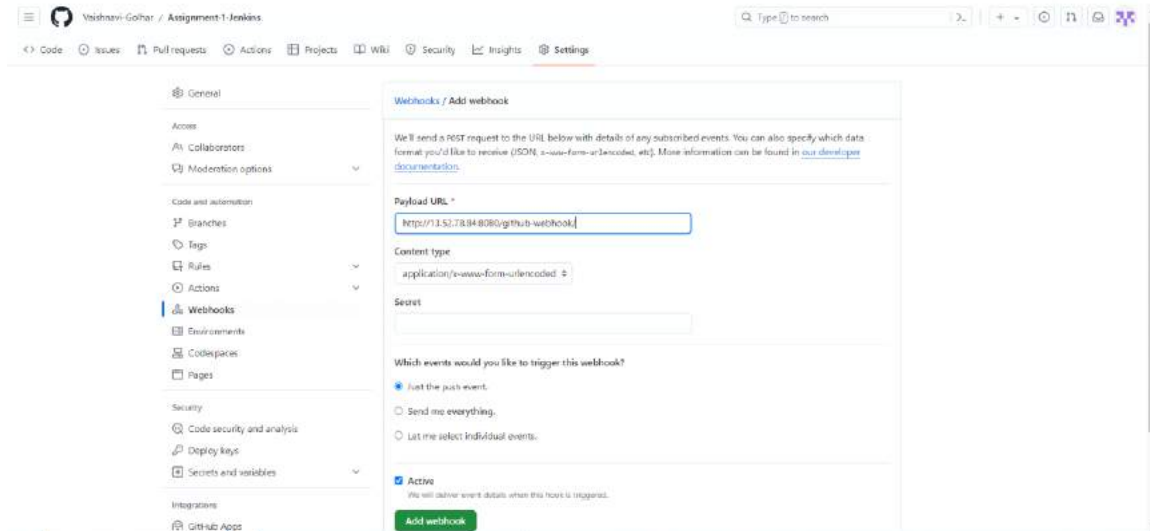 Vaishnavi-Golhar / Assignment-1-Jenkins
Type / to search
<> Code
Issues
Pull requests
Actions
Projects
Wiki
Security
Insights
Settings
General
Access
Collaborators
Moderation options
Code and automation
Branches
Tags
Rules
Actions
Webhooks
Environments
Codespaces
Pages
Security
Code security and analysis
Deploy keys
Secrets and variables
Integrations
GitHub Apps
Webhooks / Add webhook
We'll send a POST request to the URL below with details of any subscribed events. You can also specify which data
format you'd like to receive (JSON, x-www-form-urlencoded, etc). More information can be found in our developer
documentation.
Payload URL *
http://13.52.78.84:8080/github-webhook/
Content type
application/x-www-form-urlencoded
Secret
Which events would you like to trigger this webhook?
Just the push event.
Send me everything.
Let me select individual events.
Active
We will deliver event details when this hook is triggered.
Add webhook